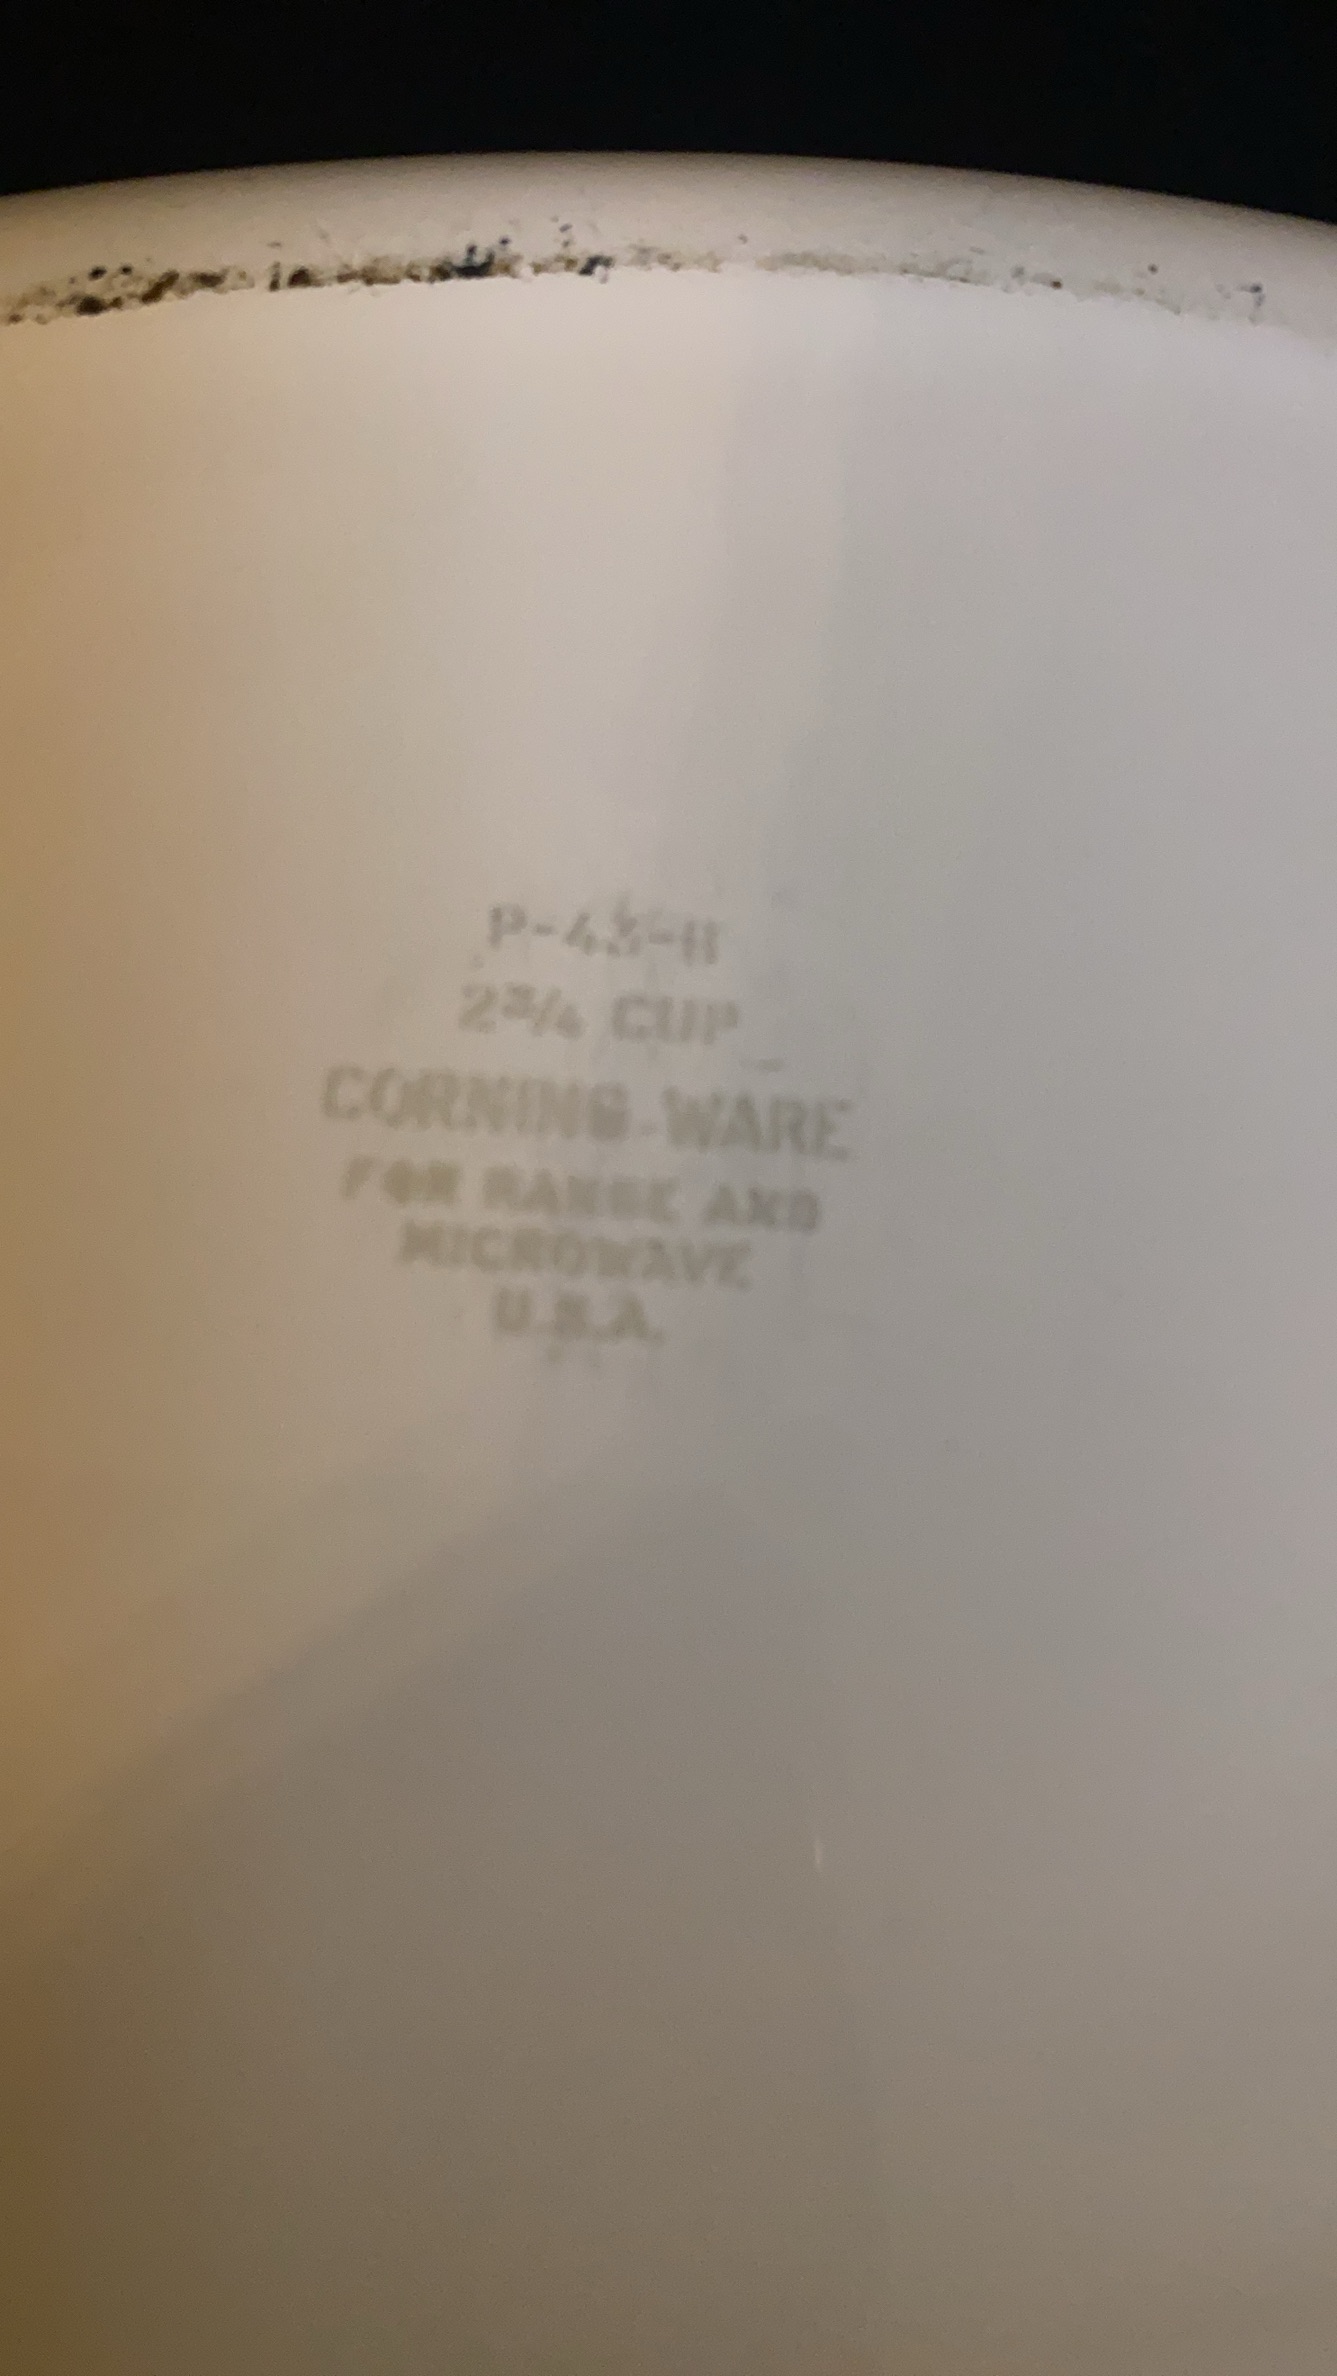 P-43-B
2¾ CUP
CORNING WARE
FOR RANGE AND
MICROWAVE
U.S.A.